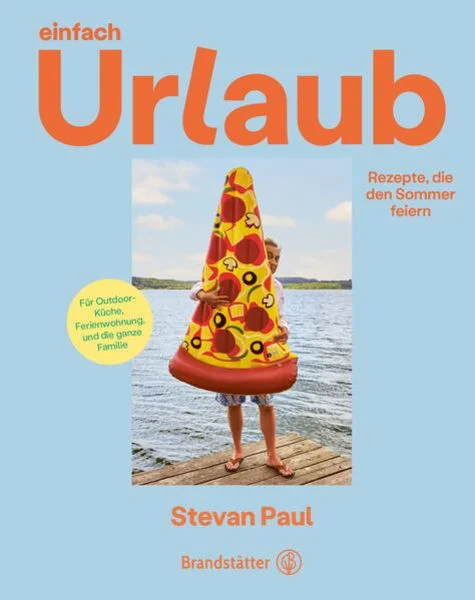 einfach
Urlaub
Rezepte, die
den Sommer
feiern
Für Outdoor-
Küche,
Ferienwohnung,
und die ganze
Familie
Stevan Paul
Brandstätter